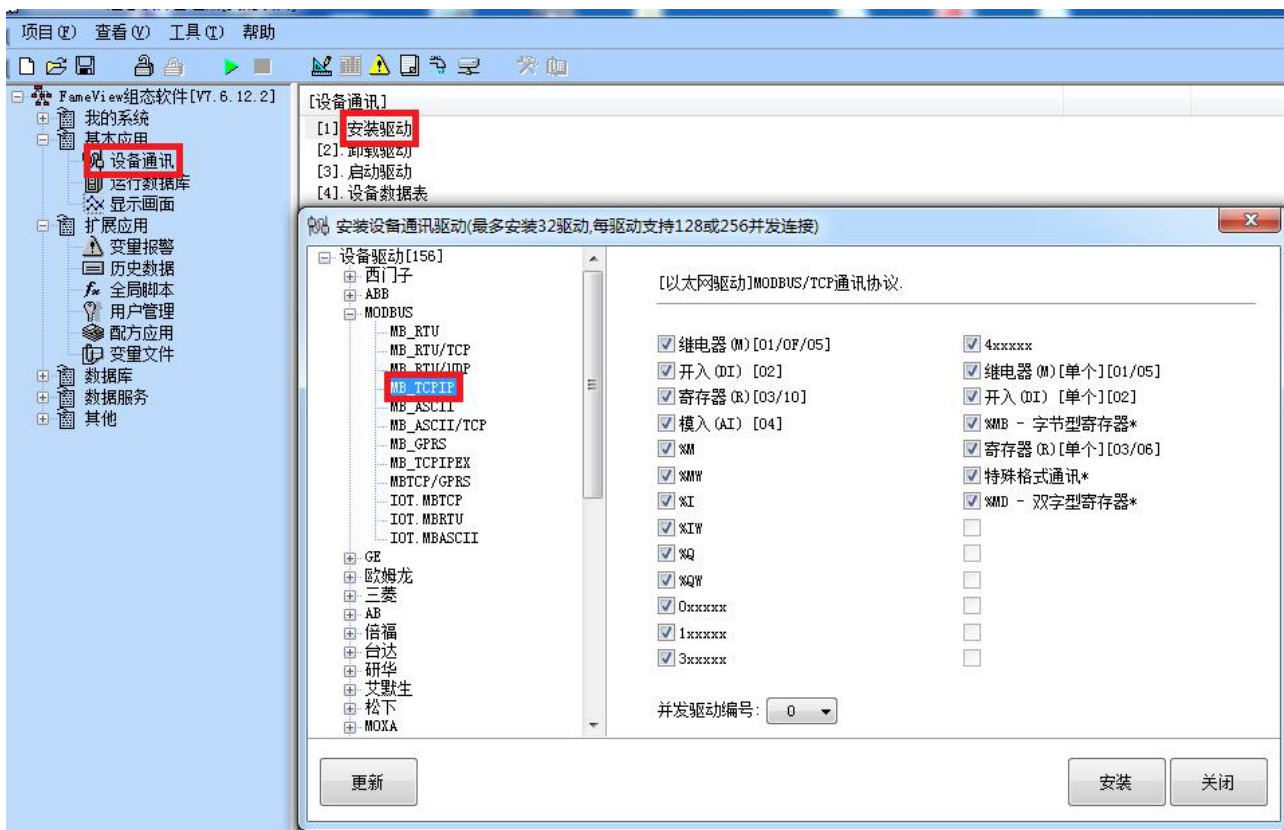 项目(F) 查看(V) 工具(T) 帮助
FameView组态软件[V7.6.12.2]
我的系统
基本应用
设备通讯
运行数据库
显示画面
扩展应用
变量报警
历史数据
全局脚本
用户管理
配方应用
变量文件
数据库
数据服务
其他
[设备通讯]
[1].安装驱动
[2].卸载驱动
[3].启动驱动
[4].设备数据表
安装设备通讯驱动(最多安装32驱动,每驱动支持128或256并发连接)
设备驱动[156]
西门子
ABB
MODBUS
MB_RTU
MB_RTU/TCP
MB_RTU/UDP
MB_TCPIP
MB_ASCII
MB_ASCII/TCP
MB_GPRS
MB_TCPIPEX
MBTCP/GPRS
IOT.MBTCP
IOT.MBRTU
IOT.MBASCII
GE
欧姆龙
三菱
AB
倍福
台达
研华
艾默生
松下
MOXA
[以太网驱动]MODBUS/TCP通讯协议.
继电器(M)[01/0F/05]
开入(DI) [02]
寄存器(R)[03/10]
模入(AI) [04]
%M
%MW
%I
%IW
%Q
%QW
0xxxxx
1xxxxx
3xxxxx
4xxxxx
继电器(M)[单个][01/05]
开入(DI) [单个][02]
%MB - 字节型寄存器*
寄存器(R)[单个][03/06]
特殊格式通讯*
%MD - 双字型寄存器*
并发驱动编号: 0
更新
安装
关闭